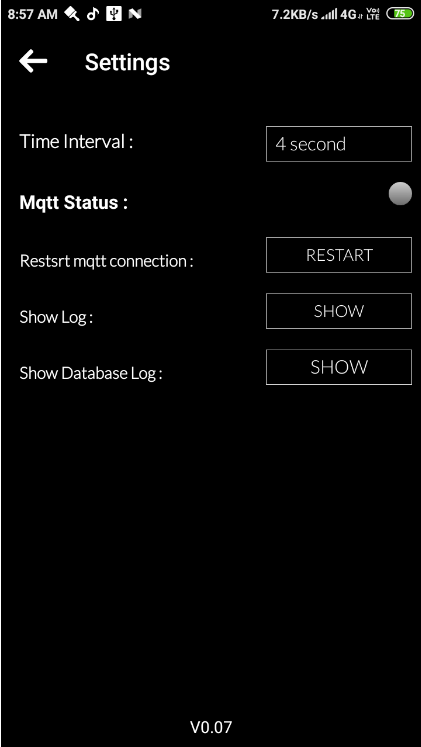 8:57 AM 7.2KB/s 4G Vo) LTE 75
Settings
Time Interval : 4 second
Mqtt Status :
Restsrt mqtt connection : RESTART
Show Log : SHOW
Show Database Log : SHOW
V0.07